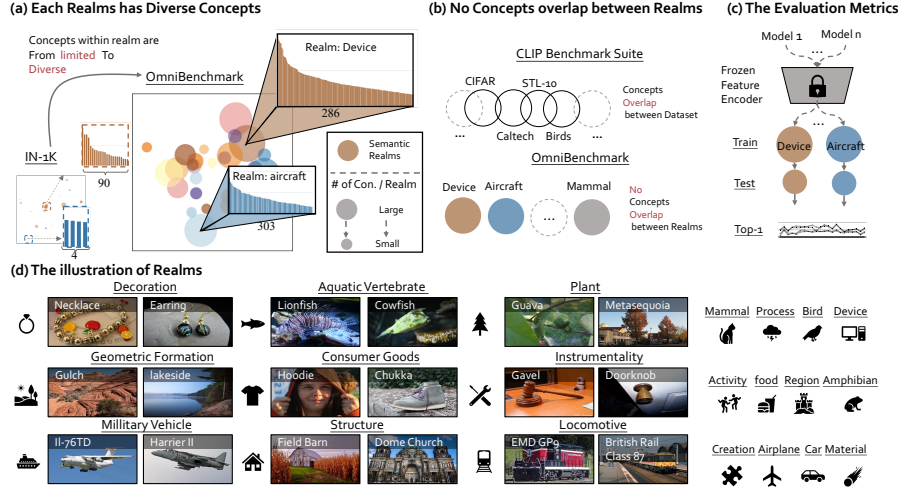 (a) Each Realms has Diverse Concepts
Concepts within realm are
From limited To
Diverse
OmniBenchmark
Realm: Device
286
IN-1K
90
4
Realm: aircraft
303
Semantic
Realms
# of Con. / Realm
Large
Small
(b) No Concepts overlap between Realms
CLIP Benchmark Suite
CIFAR
STL-10
...
Caltech
Birds
...
Concepts
Overlap
between Dataset
OmniBenchmark
Device
Aircraft
Mammal
...
No
Concepts
Overlap
between Realms
(c) The Evaluation Metrics
Model 1
Model n
...
Frozen
Feature
Encoder
...
Train
Device
Aircraft
Test
Top-1
(d) The illustration of Realms
Decoration
Necklace
Earring
Aquatic Vertebrate
Lionfish
Cowfish
Plant
Guava
Metasequoia
Mammal
Process
Bird
Device
Geometric Formation
Gulch
lakeside
Consumer Goods
Hoodie
Chukka
Instrumentality
Gavel
Doorknob
Activity
food
Region
Amphibian
Millitary Vehicle
Il-76TD
Harrier II
Structure
Field Barn
Dome Church
Locomotive
EMD GP9
British Rail
Class 87
Creation
Airplane
Car
Material